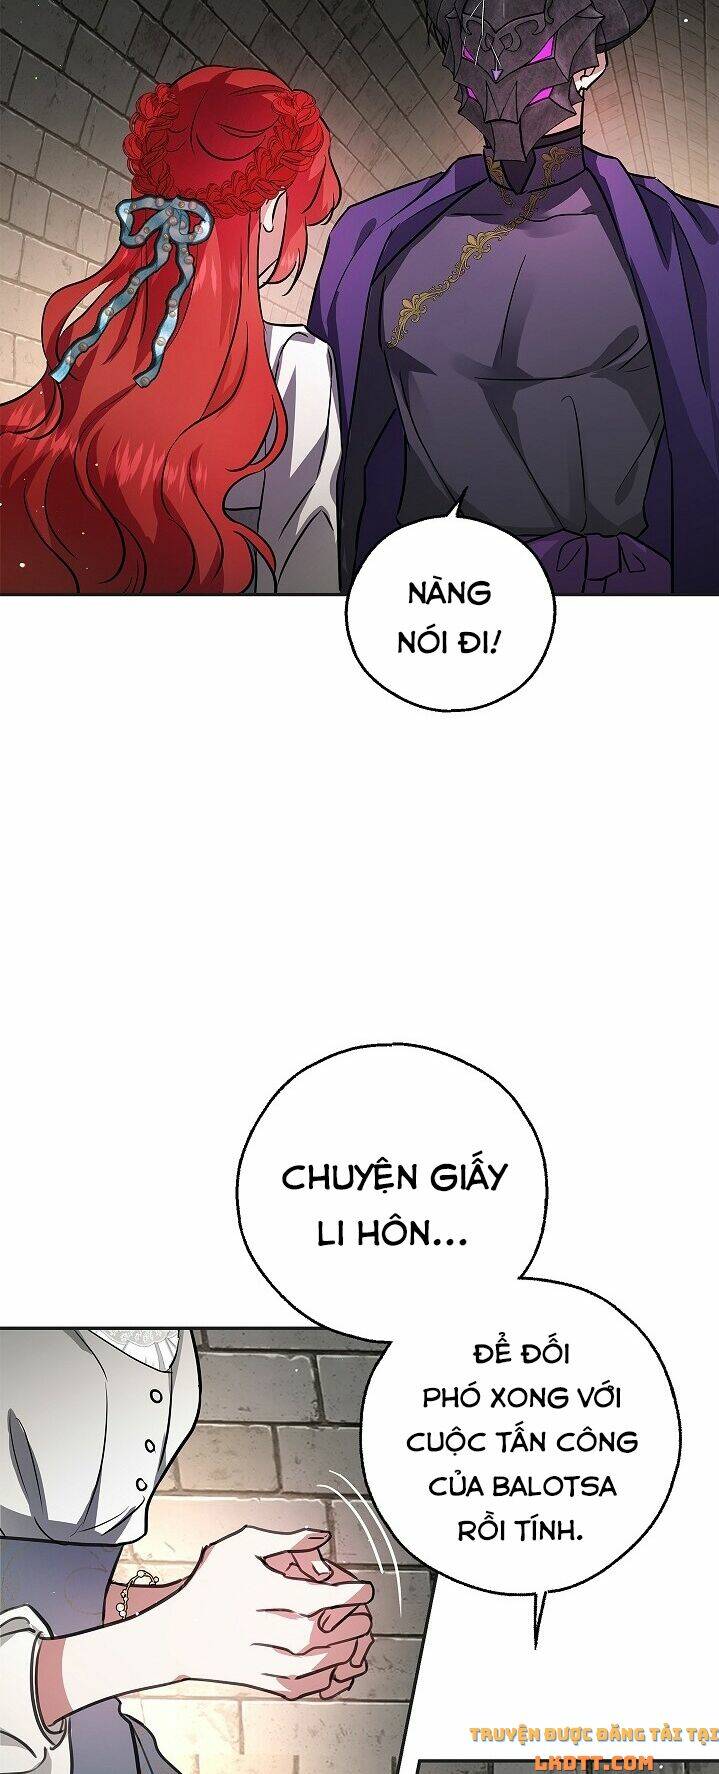 NÀNG
NÓI ĐI!
CHUYỆN GIẤY
LI HÔN...
ĐỂ ĐỐI
PHÓ XONG VỚI
CUỘC TẤN CÔNG
CỦA BALOTSA
RỒI TÍNH.
TRUYỆN ĐƯỢC ĐĂNG TẢI TẠI
LKDTT.COM